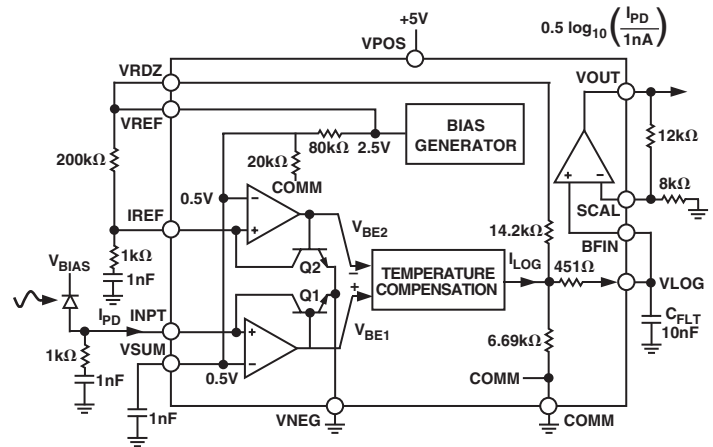 +5V
0.5 log10 (IPD / 1nA)
VPOS
VRDZ
VOUT
VREF
BIAS
GENERATOR
80kΩ
2.5V
12kΩ
200kΩ
20kΩ
COMM
0.5V
8kΩ
SCAL
IREF
VBE2
14.2kΩ
BFIN
1kΩ
1nF
VBIAS
Q2
TEMPERATURE
COMPENSATION
ILOG
451Ω
VLOG
Q1
IPD
INPT
VBE1
CFLT
10nF
1kΩ
VSUM
6.69kΩ
0.5V
1nF
COMM
1nF
VNEG
COMM